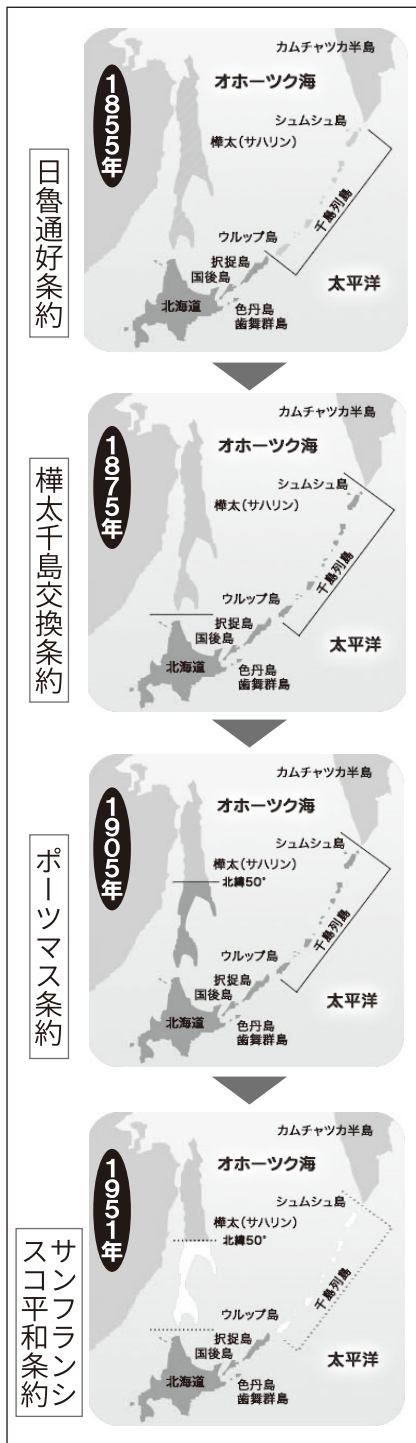 日魯通好条約
1855年
カムチャツカ半島
オホーツク海
シュムシュ島
樺太(サハリン)
千島列島
ウルップ島
択捉島
国後島
太平洋
北海道
色丹島
歯舞群島
樺太千島交換条約
1875年
カムチャツカ半島
オホーツク海
シュムシュ島
樺太(サハリン)
千島列島
ウルップ島
択捉島
国後島
太平洋
北海道
色丹島
歯舞群島
ポーツマス条約
1905年
カムチャツカ半島
オホーツク海
シュムシュ島
樺太(サハリン)
北緯50°
千島列島
ウルップ島
択捉島
国後島
太平洋
北海道
色丹島
歯舞群島
サンフランシ
スコ平和条約
1951年
カムチャツカ半島
オホーツク海
シュムシュ島
樺太(サハリン)
北緯50°
千島列島
ウルップ島
択捉島
国後島
太平洋
北海道
色丹島
歯舞群島